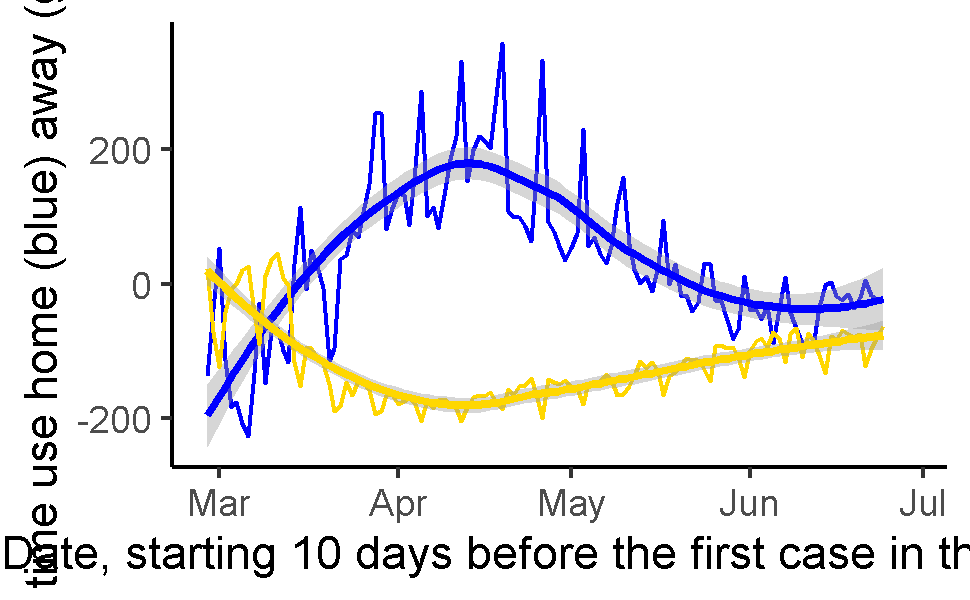 time use home (blue) away (
200
0
-200
Mar Apr May Jun Jul
Date, starting 10 days before the first case in th